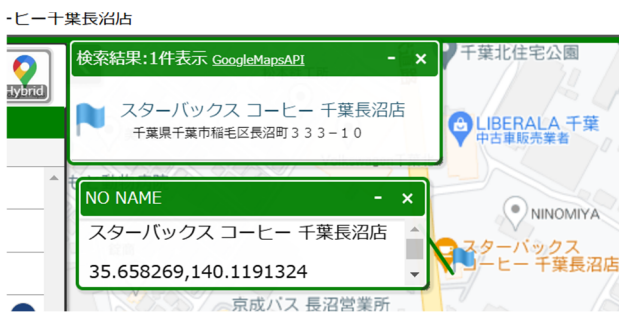 ーヒー千葉長沼店
Hybrid
検索結果:1件表示 GoogleMapsAPI － ×
スターバックス コーヒー 千葉長沼店
千葉県千葉市稲毛区長沼町３３３－１０
NO NAME － ×
スターバックス コーヒー 千葉長沼店
35.658269,140.1191324
千葉北住宅公園
LIBERALA 千葉
中古車販売業者
NINOMIYA
スターバックス
コーヒー 千葉長沼店
京成バス 長沼営業所